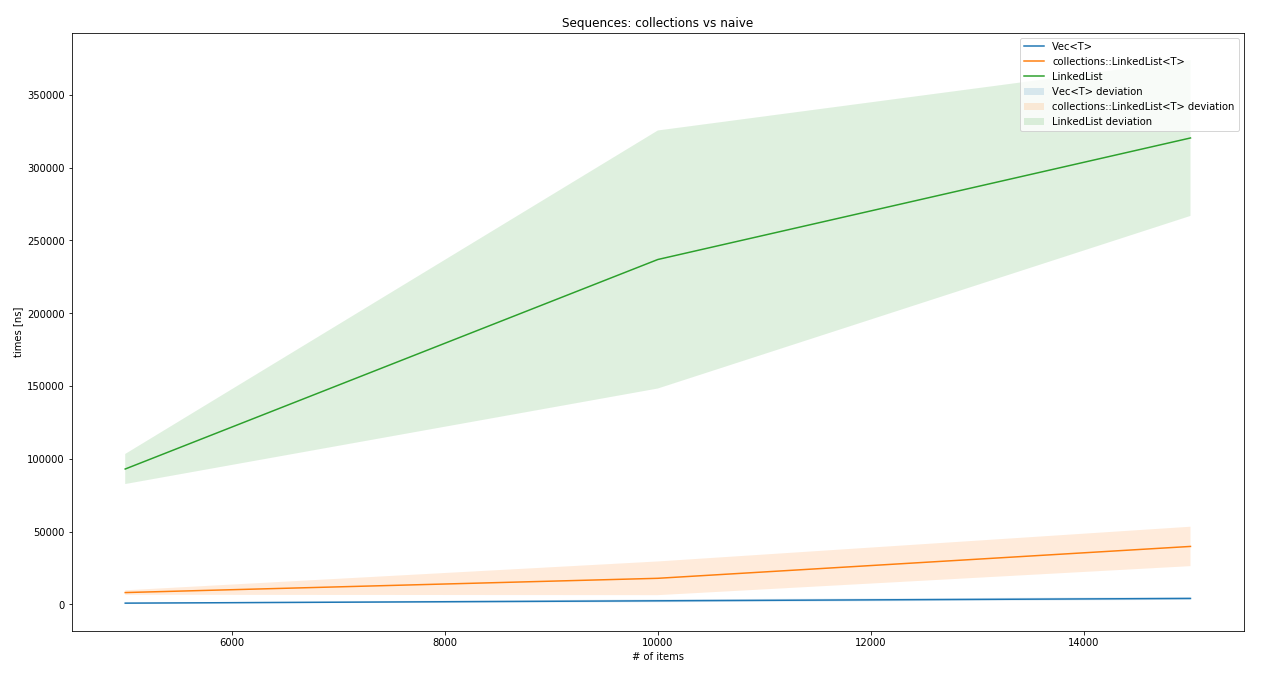 Sequences: collections vs naive
Vec<T>
collections::LinkedList<T>
LinkedList
Vec<T> deviation
collections::LinkedList<T> deviation
LinkedList deviation
350000
300000
250000
200000
150000
100000
50000
0
times [ns]
6000
8000
10000
12000
14000
# of items